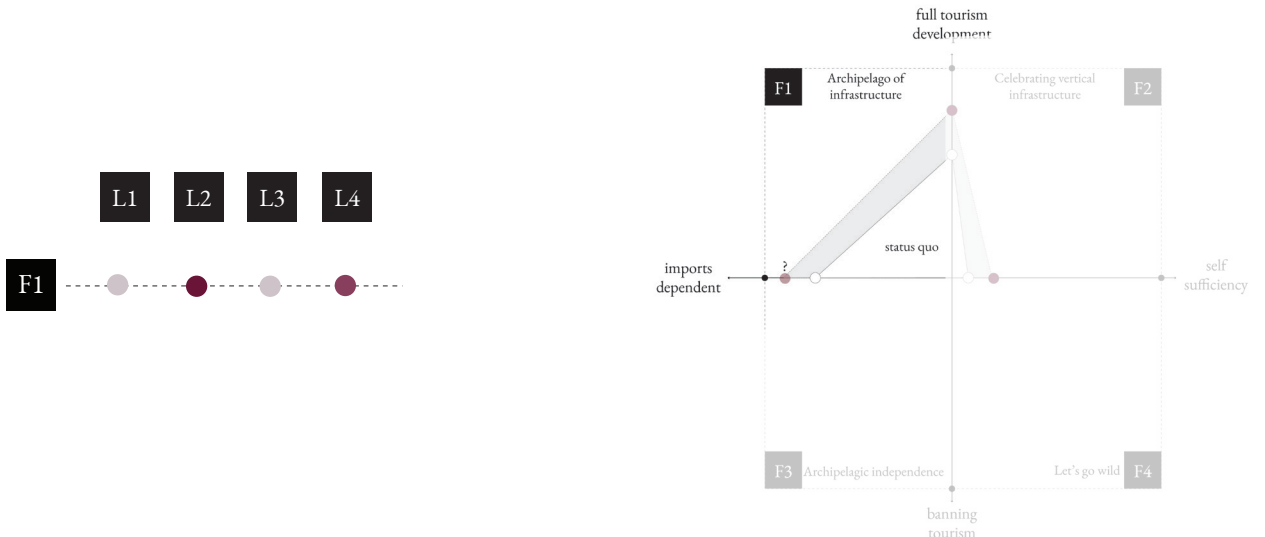 L1
L2
L3
L4
F1
full tourism
development
F1
Archipelago of
infrastructure
Celebrating vertical
infrastructure
F2
status quo
?
imports
dependent
self
sufficiency
F3
Archipelagic independence
Let's go wild
F4
banning
tourism